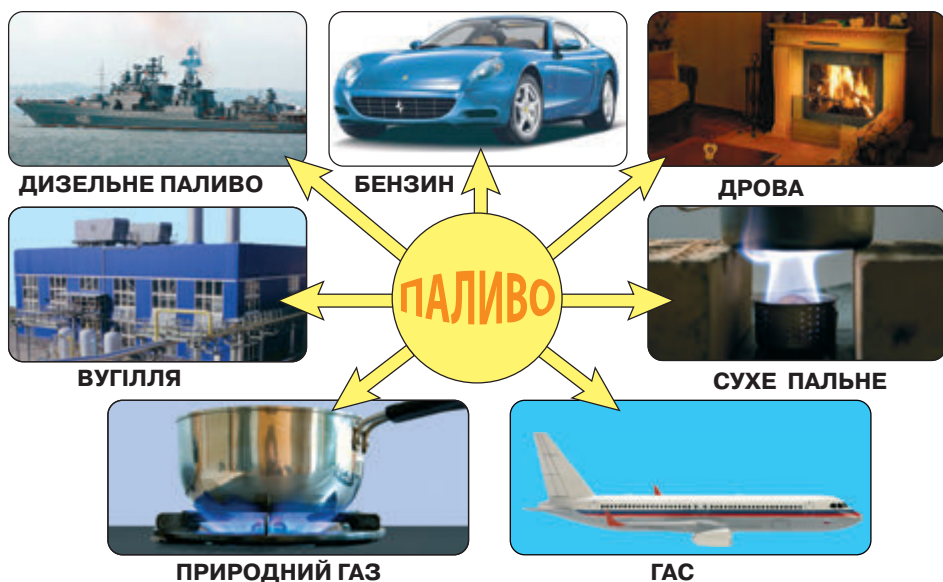 ДИЗЕЛЬНЕ ПАЛИВО
БЕНЗИН
ДРОВА
ПАЛИВО
ВУГІЛЛЯ
СУХЕ ПАЛЬНЕ
ПРИРОДНИЙ ГАЗ
ГАС